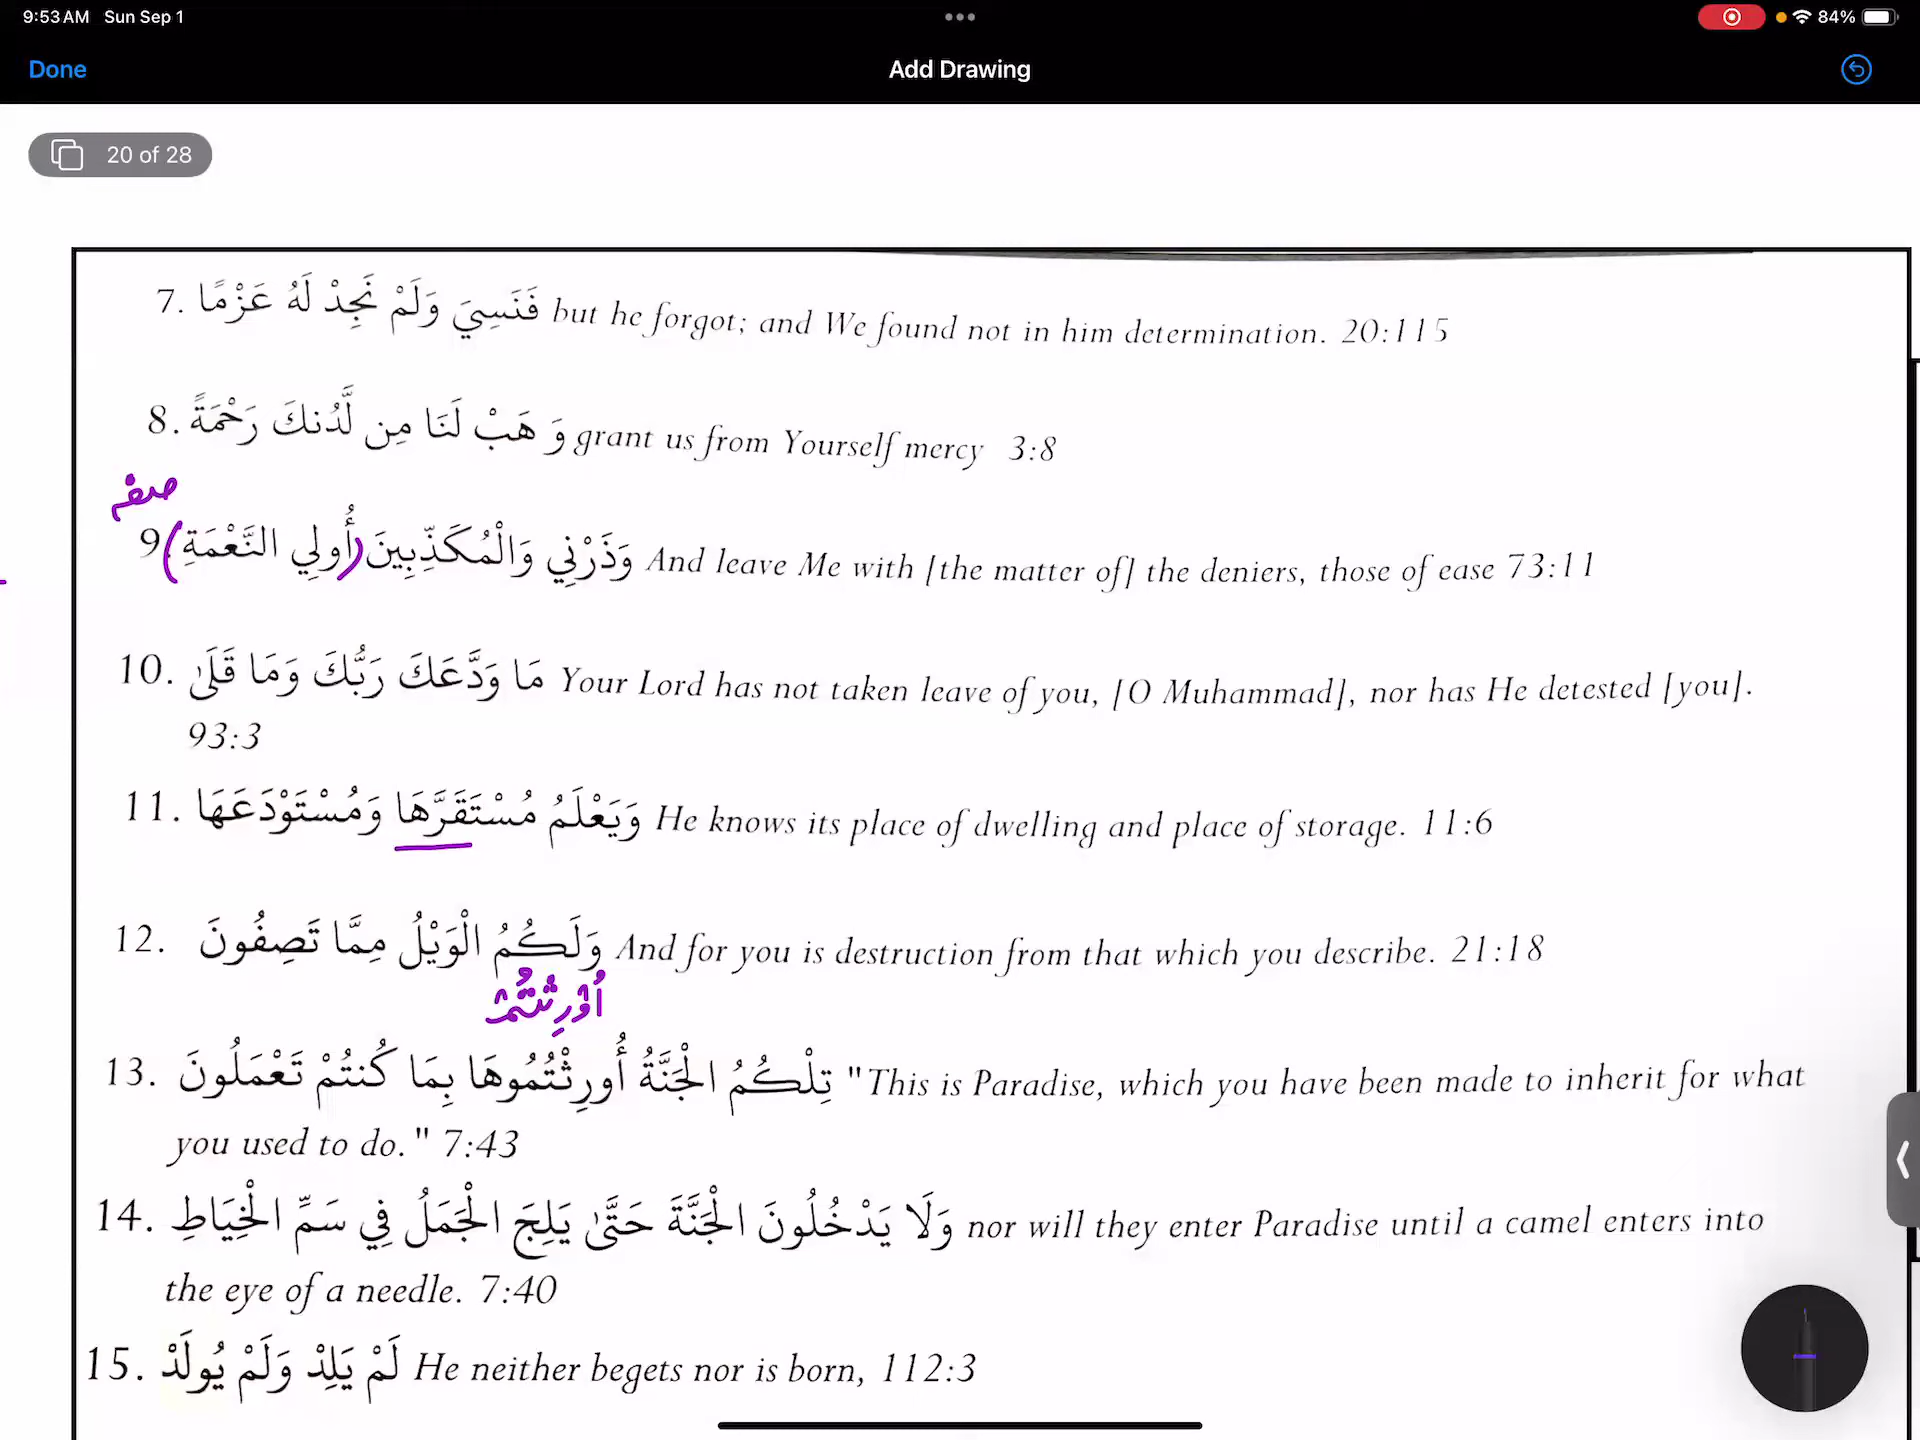 9:53 AM Sun Sep 1
84%
Done
Add Drawing
20 of 28
7. فَنَسِيَ وَلَمْ نَجِدْ لَهُ عَزْمًا but he forgot; and We found not in him determination. 20:115
8. وَ هَبْ لَنَا مِن لَّدُنكَ رَحْمَةً grant us from Yourself mercy 3:8
صفة
9 وَذَرْنِي وَالْمُكَذِّبِينَ (أُولِي النَّعْمَةِ) And leave Me with [the matter of] the deniers, those of ease 73:11
10. مَا وَدَّعَكَ رَبُّكَ وَمَا قَلَىٰ Your Lord has not taken leave of you, [O Muhammad], nor has He detested [you].
93:3
11. وَيَعْلَمُ مُسْتَقَرَّهَا وَمُسْتَوْدَعَهَا He knows its place of dwelling and place of storage. 11:6
12. وَلَكُمُ الْوَيْلُ مِمَّا تَصِفُونَ And for you is destruction from that which you describe. 21:18
أُوْرِثْتُمْ
13. تِلْكُمُ الْجَنَّةُ أُورِثْتُمُوهَا بِمَا كُنتُمْ تَعْمَلُونَ "This is Paradise, which you have been made to inherit for what
you used to do." 7:43
14. وَلَا يَدْخُلُونَ الْجَنَّةَ حَتَّىٰ يَلِجَ الْجَمَلُ فِي سَمِّ الْخِيَاطِ nor will they enter Paradise until a camel enters into
the eye of a needle. 7:40
15. لَمْ يَلِدْ وَلَمْ يُولَدْ He neither begets nor is born, 112:3